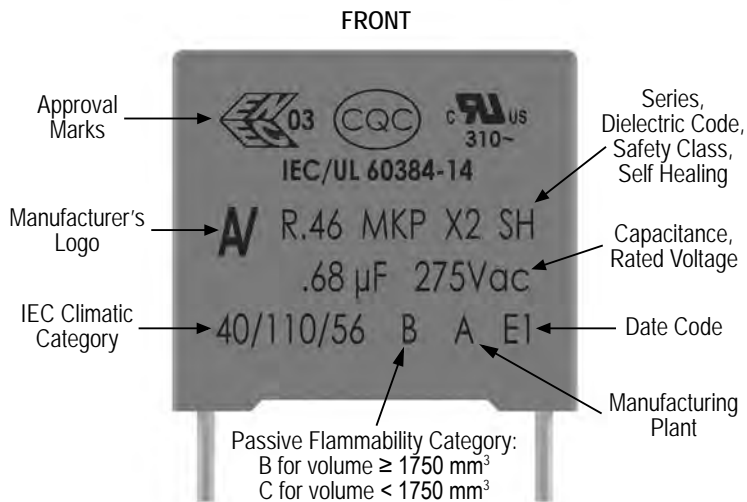 FRONT
Approval
Marks
03 CQC C US
310~
IEC/UL 60384-14
Series,
Dielectric Code,
Safety Class,
Self Healing
Manufacturer's
Logo
R.46 MKP X2 SH
.68 µF 275Vac
Capacitance,
Rated Voltage
IEC Climatic
Category
40/110/56 B A E1
Date Code
Manufacturing
Plant
Passive Flammability Category:
B for volume ≥ 1750 mm³
C for volume < 1750 mm³